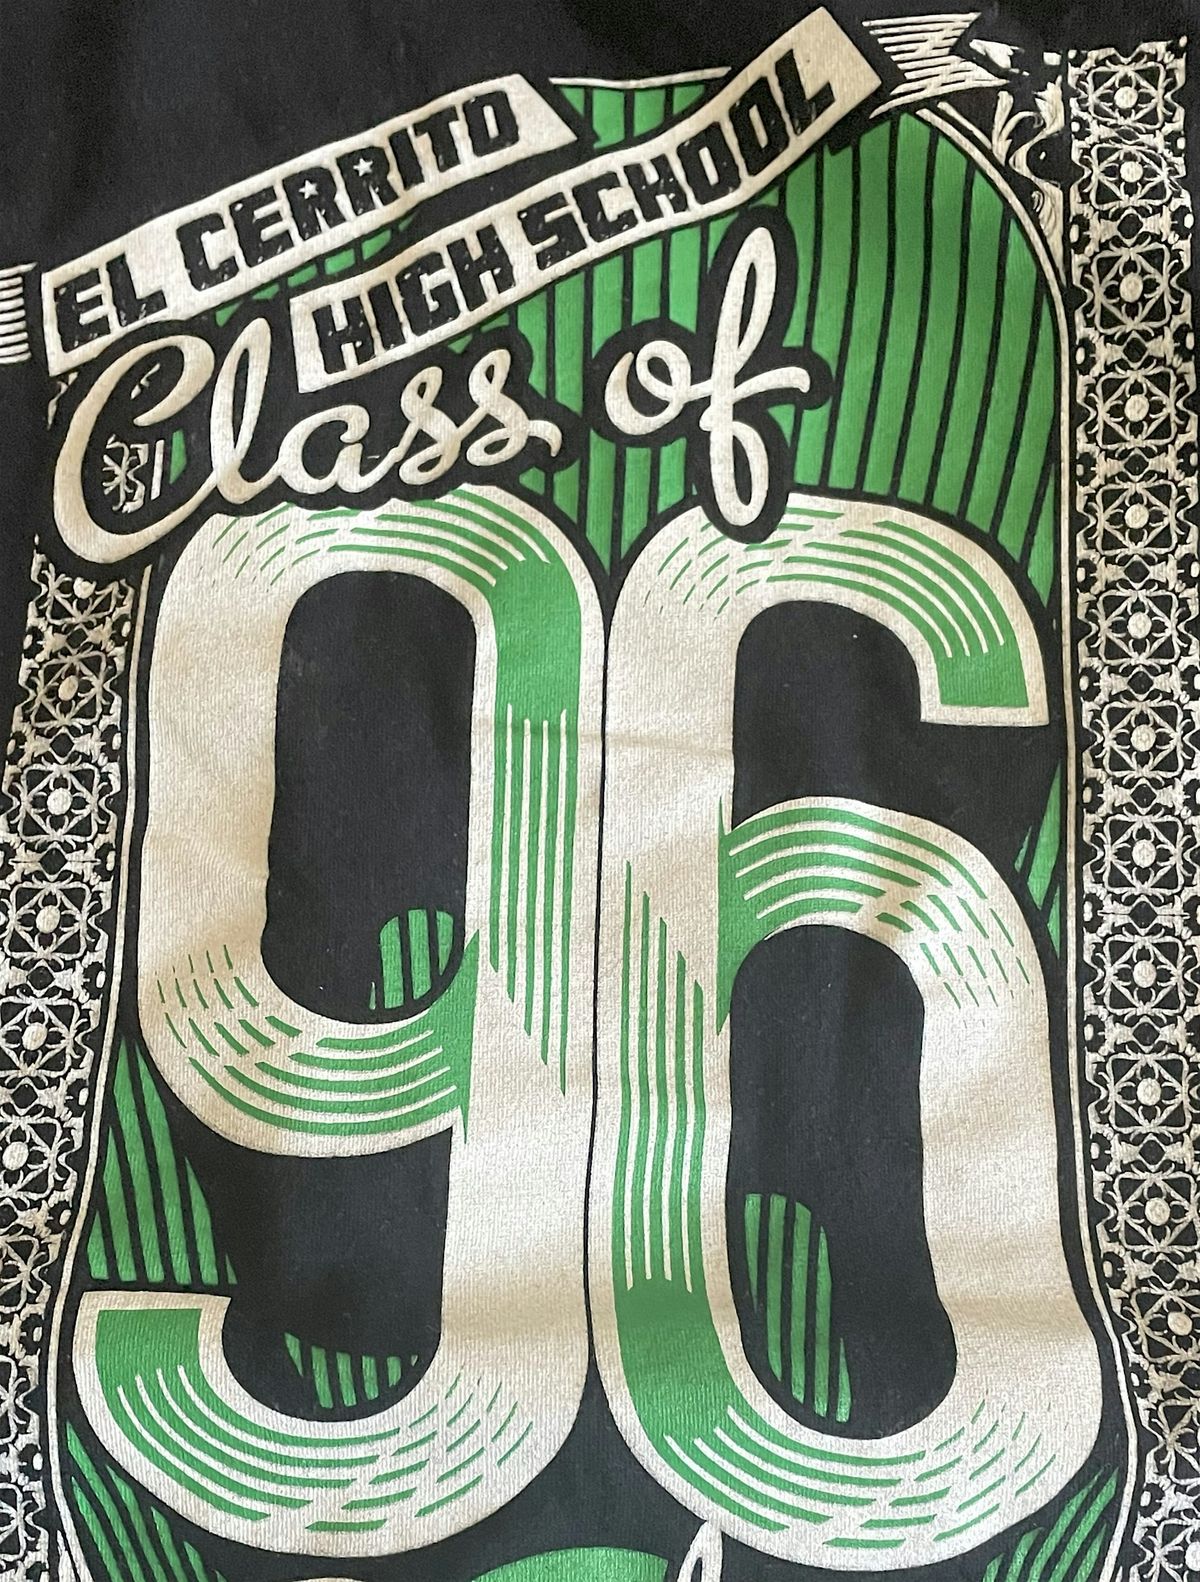 EL CERRITO
HIGH SCHOOL
Class of
96